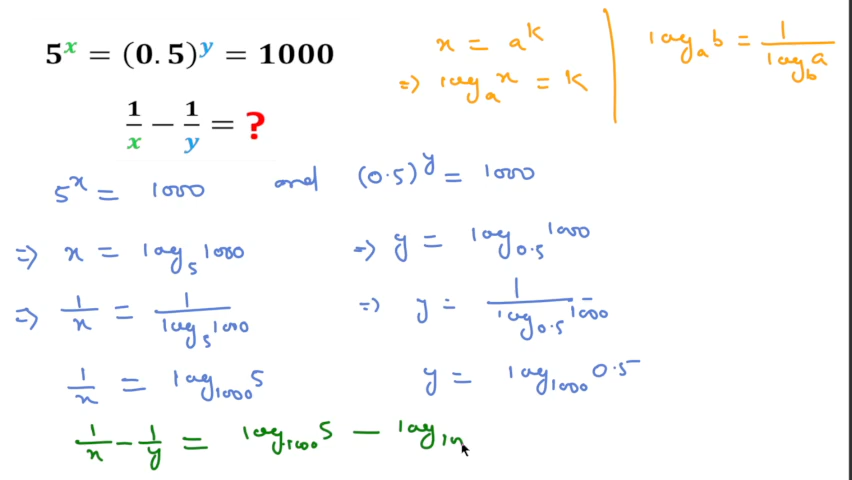 5^x = (0.5)^y = 1000
1/x − 1/y = ?
x = a^k
⇒ log_a x = k
log_a b = 1/log_b a
5^x = 1000 and (0.5)^y = 1000
⇒ x = log_5 1000 ⇒ y = log_0.5 1000
⇒ 1/x = 1/log_5 1000 ⇒ y = 1/log_0.5 1000
1/x = log_1000 5 y = log_1000 0.5
1/x − 1/y = log_1000 5 − log_10